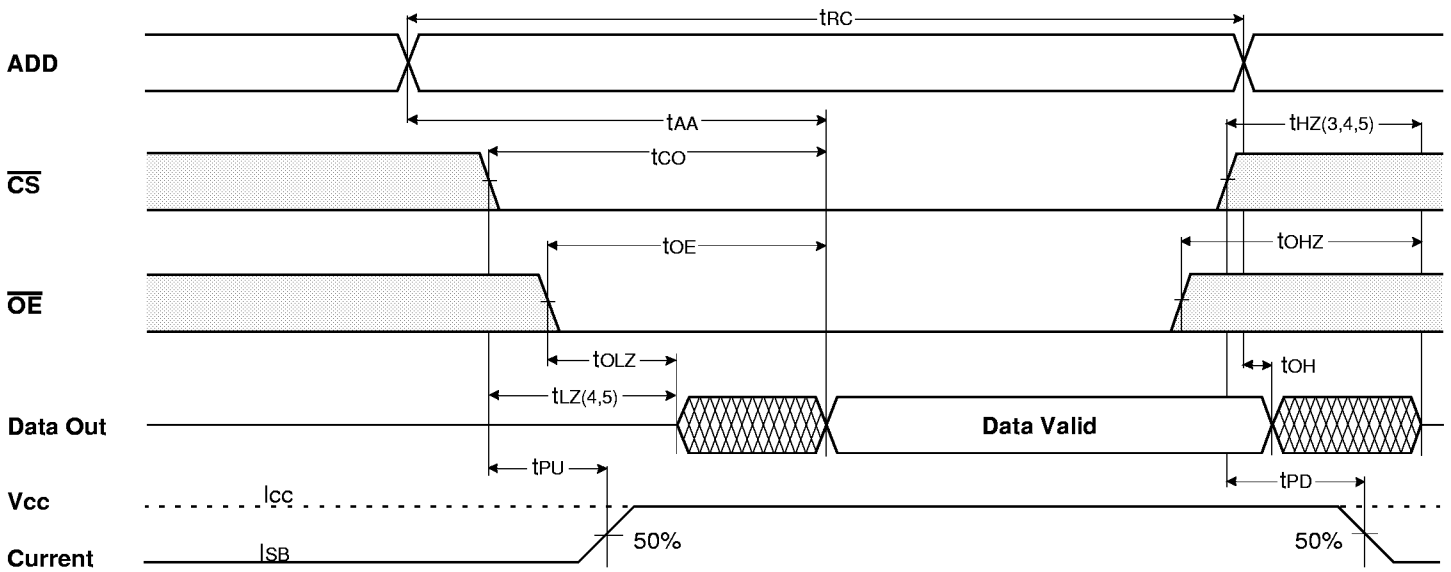 tRC
ADD
tAA
tHZ(3,4,5)
tCO
CS
tOE
tOHZ
OE
tOLZ
tOH
tLZ(4,5)
Data Out
Data Valid
tPU
tPD
Vcc
ICC
50%
50%
Current
ISB